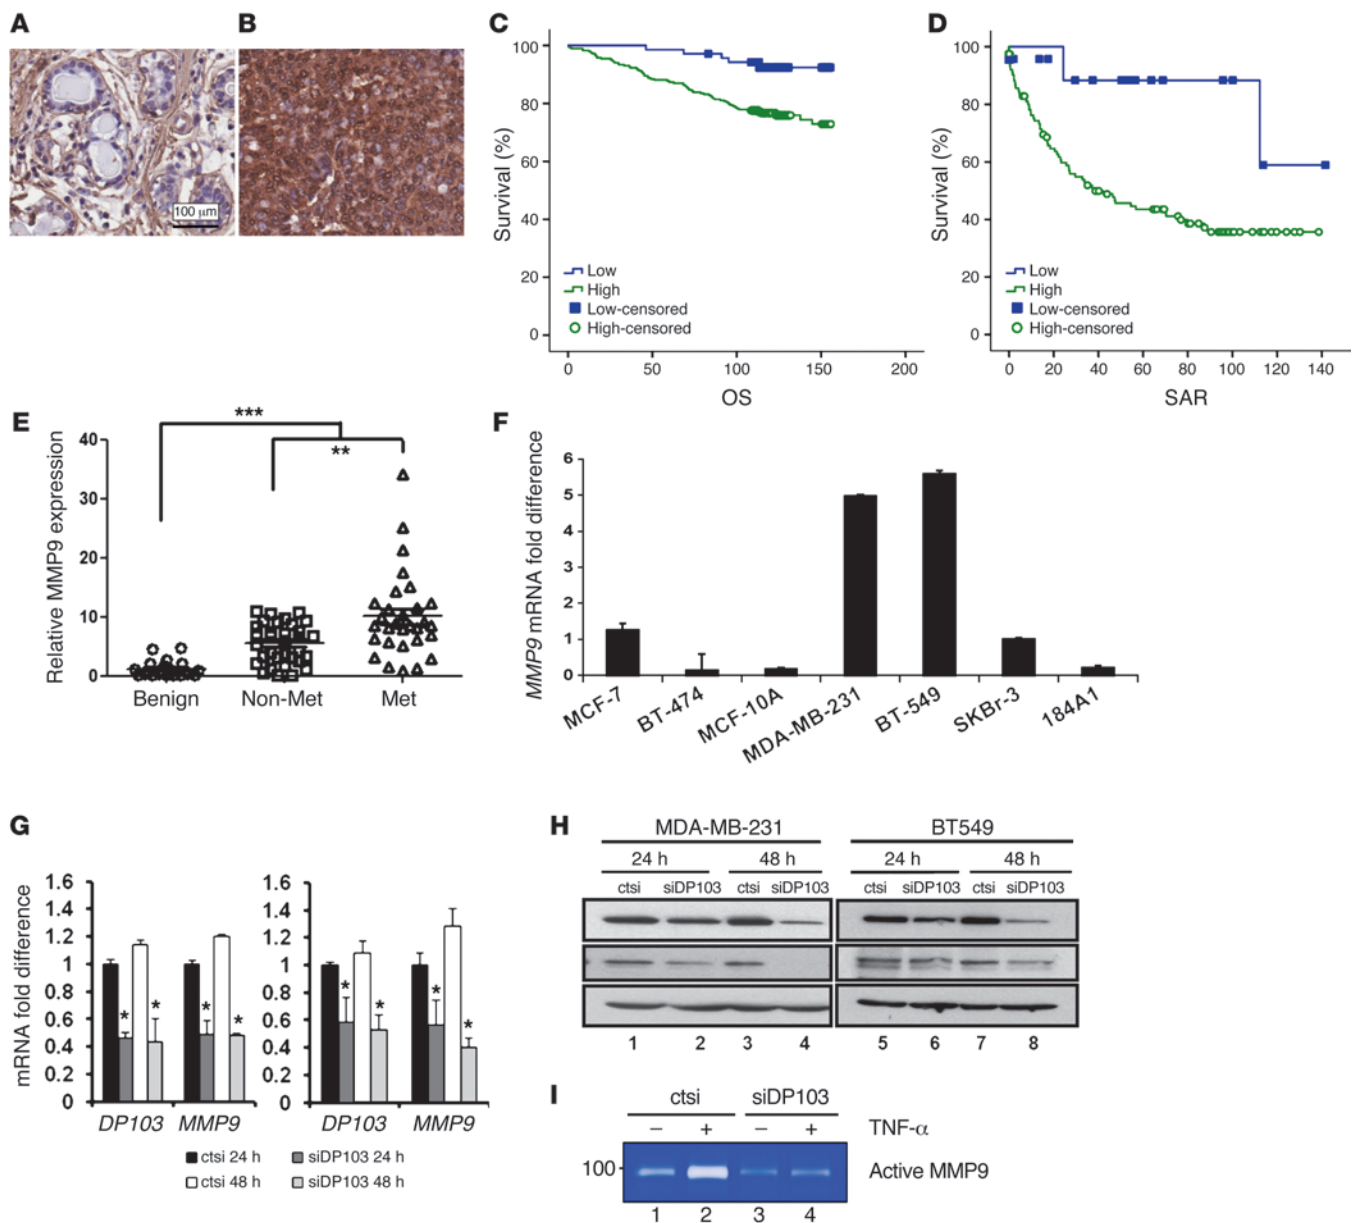 A
B
100 µm
C
100
80
60
40
20
0
Survival (%)
Low
High
Low-censored
High-censored
0 50 100 150 200
OS
D
100
80
60
40
20
0
Survival (%)
Low
High
Low-censored
High-censored
0 20 40 60 80 100 120 140
SAR
E
***
**
40
30
20
10
0
Relative MMP9 expression
Benign Non-Met Met
F
6
5
4
3
2
1
0
MMP9 mRNA fold difference
MCF-7
BT-474
MCF-10A
MDA-MB-231
BT-549
SKBr-3
184A1
G
mRNA fold difference
1.6
1.4
1.2
1
0.8
0.6
0.4
0.2
0
* * * *
DP103 MMP9
1.6
1.4
1.2
1
0.8
0.6
0.4
0.2
0
* * * *
DP103 MMP9
ctsi 24 h siDP103 24 h
ctsi 48 h siDP103 48 h
H
MDA-MB-231 BT549
24 h 48 h 24 h 48 h
ctsi siDP103 ctsi siDP103 ctsi siDP103 ctsi siDP103
1 2 3 4 5 6 7 8
I
ctsi siDP103
– + – + TNF-α
100 Active MMP9
1 2 3 4